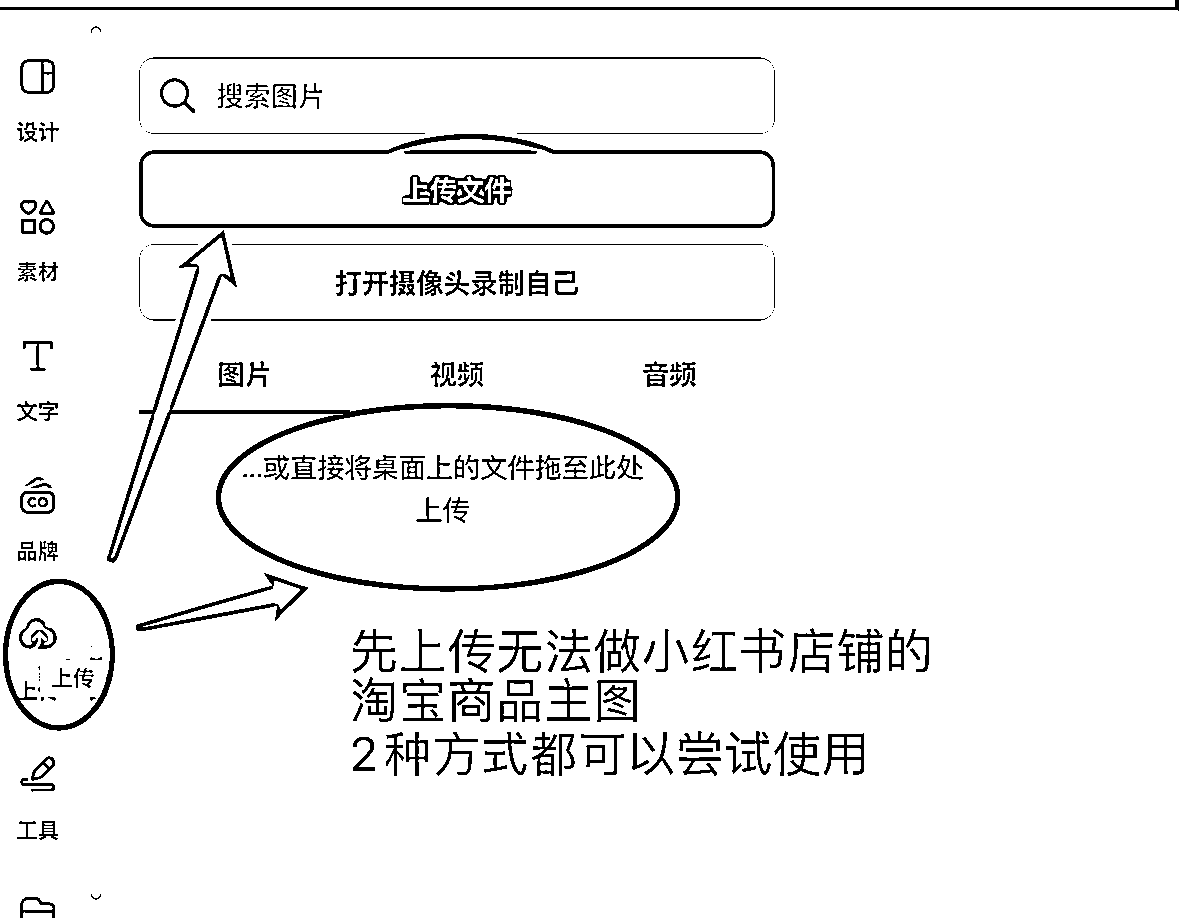 搜索图片
上传文件
打开摄像头录制自己
图片
视频
音频
...或直接将桌面上的文件拖至此处
上传
设计
素材
文字
CO
品牌
上传
工具
先上传无法做小红书店铺的
淘宝商品主图
2种方式都可以尝试使用